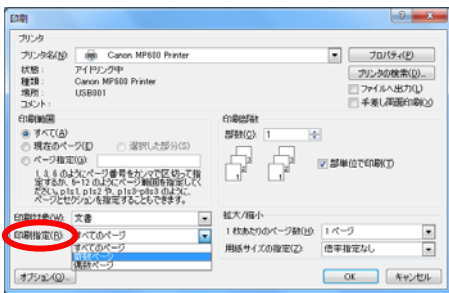 印刷
プリンタ
プリンタ名(N): Canon MP600 Printer
プロパティ(P)
状態: アイドリング中
プリンタの検索(D)...
種類: Canon MP600 Printer
場所: USB001
ファイルへ出力(L)
コメント:
手差し両面印刷(X)
印刷範囲
すべて(A)
現在のページ(E)
選択した部分(S)
ページ指定(G):
1,3,6 のようにページ番号をカンマで区切って指
定するか、5-12 のようにページ範囲を指定してく
ださい。p1s1, p1s2 や、p1s3-p8s3 のように、
ページとセクションを指定することもできます。
印刷部数
部数(C): 1
部単位で印刷(T)
印刷対象(W): 文書
印刷指定(R): すべてのページ
すべてのページ
奇数ページ
偶数ページ
拡大/縮小
1 枚あたりのページ数(H): 1 ページ
用紙サイズの指定(Z): 倍率指定なし
オプション(O)...
OK
キャンセル